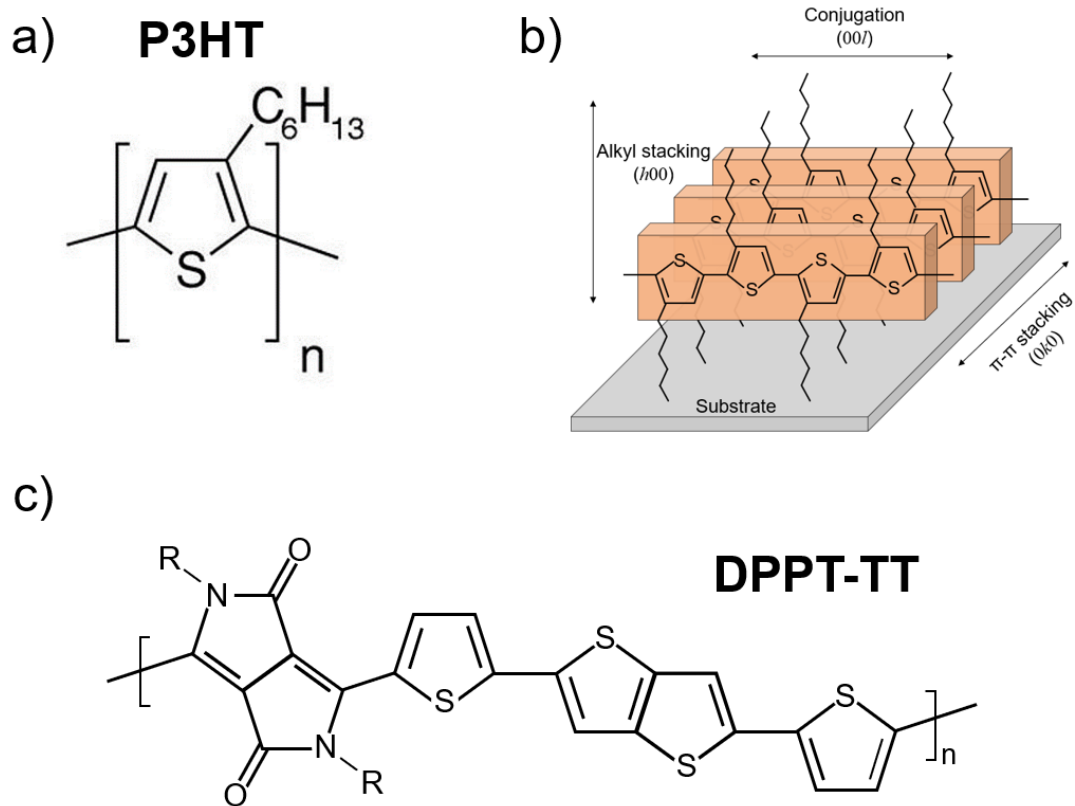 a) P3HT
C6H13
S
n
b)
Conjugation
(00l)
Alkyl stacking
(h00)
S
S
S
S
π-π stacking
(0k0)
Substrate
c)
DPPT-TT
R
O
N
S
S
S
S
N
O
R
n